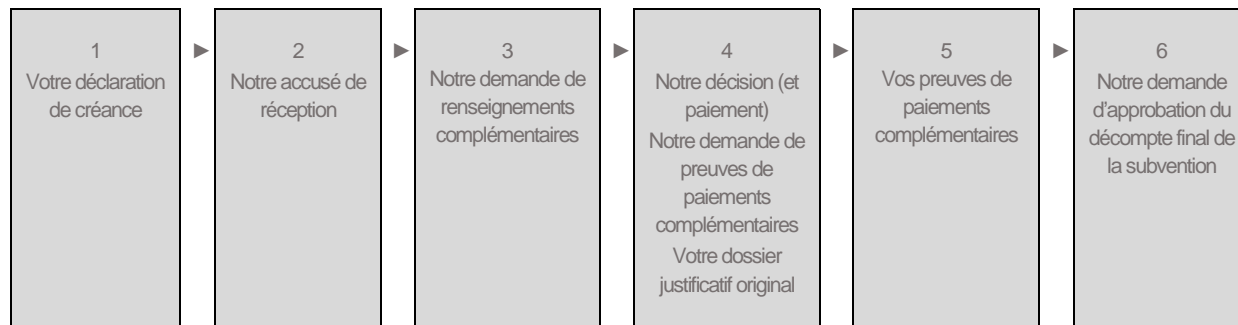 1
Votre déclaration
de créance
►
2
Notre accusé de
réception
►
3
Notre demande de
renseignements
complémentaires
►
4
Notre décision (et
paiement)
Notre demande de
preuves de
paiements
complémentaires
Votre dossier
justificatif original
►
5
Vos preuves de
paiements
complémentaires
►
6
Notre demande
d'approbation du
décompte final de
la subvention